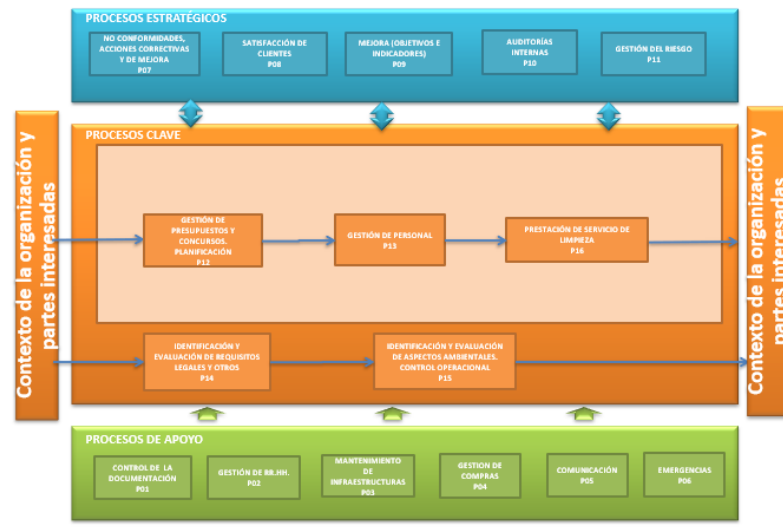 PROCESOS ESTRATÉGICOS
NO CONFORMIDADES,
ACCIONES CORRECTIVAS
Y DE MEJORA
P07
SATISFACCIÓN DE
CLIENTES
P08
MEJORA (OBJETIVOS E
INDICADORES)
P09
AUDITORÍAS
INTERNAS
P10
GESTIÓN DEL RIESGO
P11
Contexto de la organización y
partes interesadas
PROCESOS CLAVE
GESTIÓN DE
PRESUPUESTOS Y
CONCURSOS.
PLANIFICACIÓN
P12
GESTIÓN DE PERSONAL
P13
PRESTACIÓN DE SERVICIO DE
LIMPIEZA
P16
IDENTIFICACIÓN Y
EVALUACIÓN DE REQUISITOS
LEGALES Y OTROS
P14
IDENTIFICACIÓN Y EVALUACIÓN
DE ASPECTOS AMBIENTALES.
CONTROL OPERACIONAL
P15
Contexto de la organización y
partes interesadas
PROCESOS DE APOYO
CONTROL DE LA
DOCUMENTACIÓN
P01
GESTIÓN DE RR.HH.
P02
MANTENIMIENTO
DE
INFRAESTRUCTURAS
P03
GESTION DE
COMPRAS
P04
COMUNICACIÓN
P05
EMERGENCIAS
P06